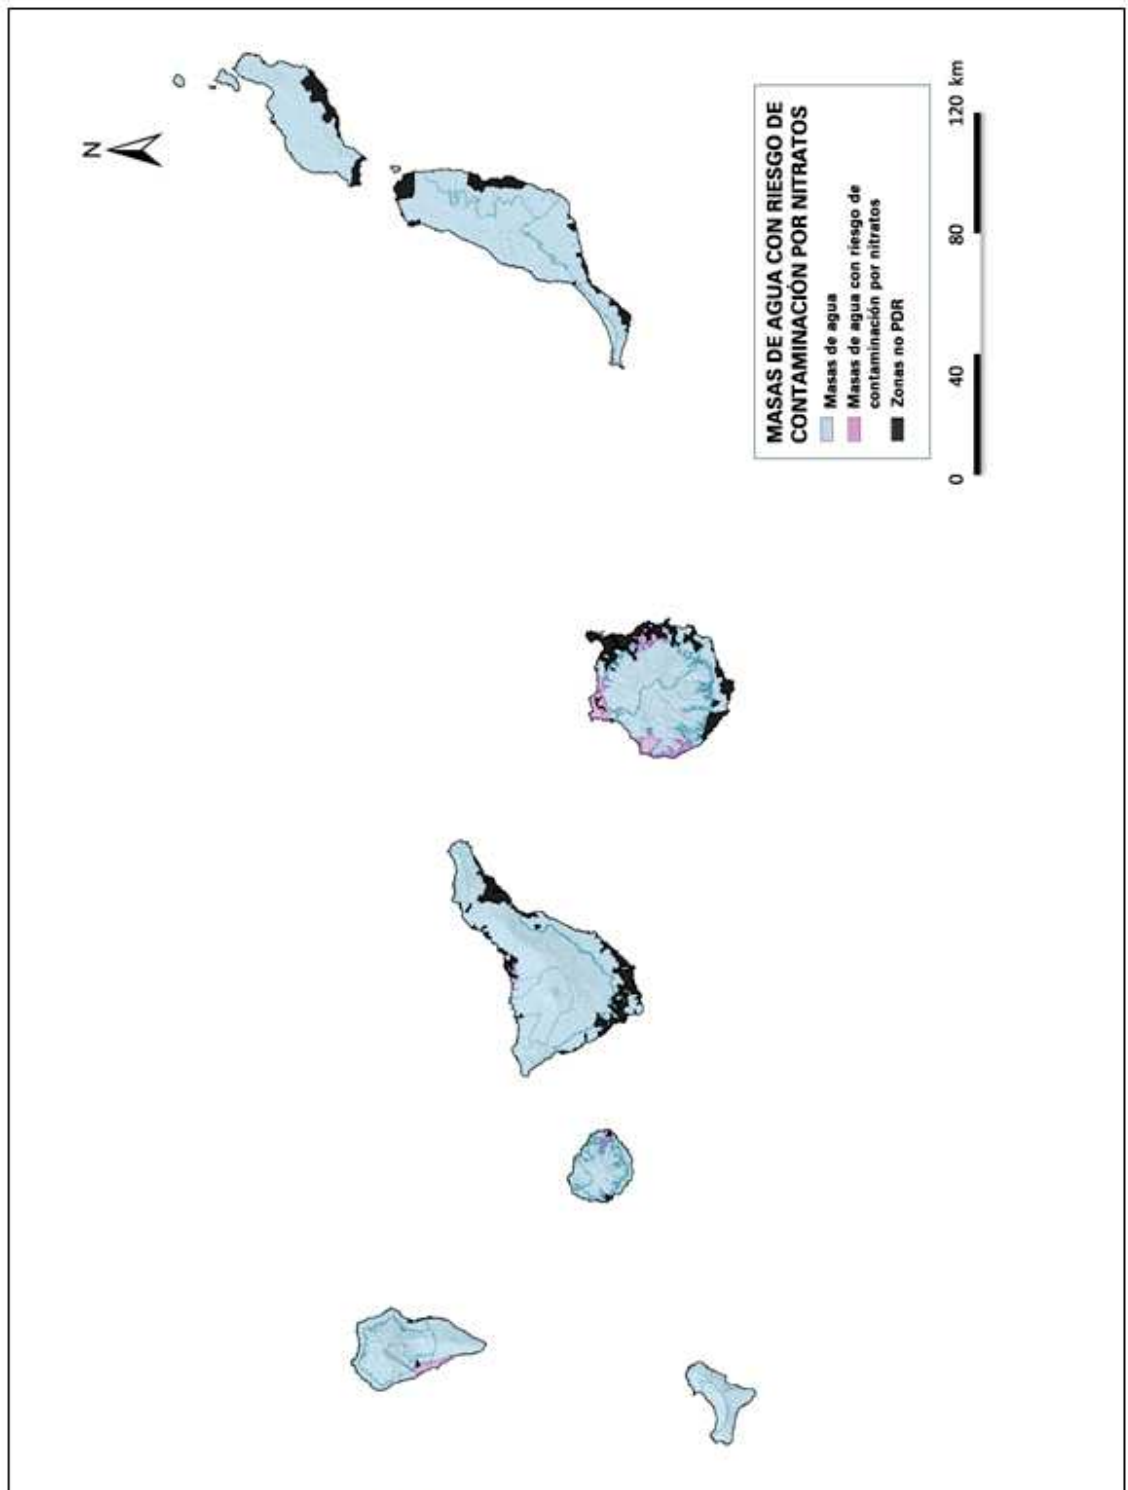 N
MASAS DE AGUA CON RIESGO DE
CONTAMINACIÓN POR NITRATOS
Masas de agua
Masas de agua con riesgo de
contaminación por nitratos
Zonas no PDR
0 40 80 120 km